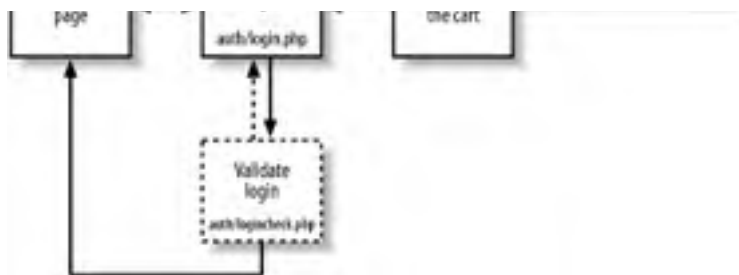 page
auth/login.php
the cart
Validate
login
auth/logincheck.php